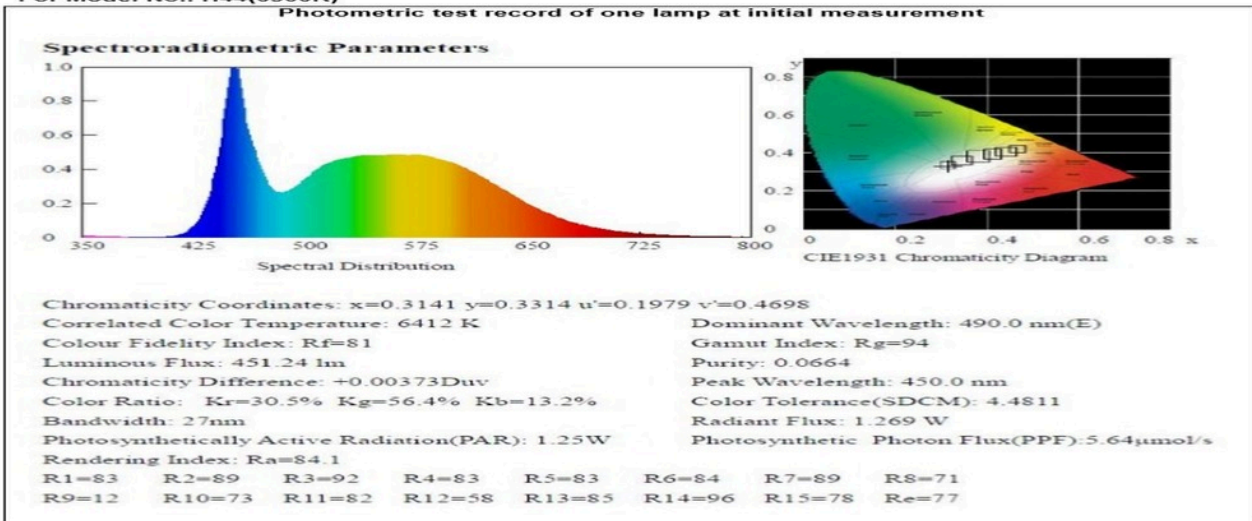 Photometric test record of one lamp at initial measurement
Spectroradiometric Parameters
1.0
0.8
0.6
0.4
0.2
0
350 425 500 575 650 725 800
Spectral Distribution
y
0.8
0.6
0.4
0.2
0
0 0.2 0.4 0.6 0.8 x
CIE1931 Chromaticity Diagram
Chromaticity Coordinates: x=0.3141 y=0.3314 u'=0.1979 v'=0.4698
Correlated Color Temperature: 6412 K Dominant Wavelength: 490.0 nm(E)
Colour Fidelity Index: Rf=81 Gamut Index: Rg=94
Luminous Flux: 451.24 lm Purity: 0.0664
Chromaticity Difference: +0.00373Duv Peak Wavelength: 450.0 nm
Color Ratio: Kr=30.5% Kg=56.4% Kb=13.2% Color Tolerance(SDCM): 4.4811
Bandwidth: 27nm Radiant Flux: 1.269 W
Photosynthetically Active Radiation(PAR): 1.25W Photosynthetic Photon Flux(PPF):5.64μmol/s
Rendering Index: Ra=84.1
R1=83 R2=89 R3=92 R4=83 R5=83 R6=84 R7=89 R8=71
R9=12 R10=73 R11=82 R12=58 R13=85 R14=96 R15=78 Re=77